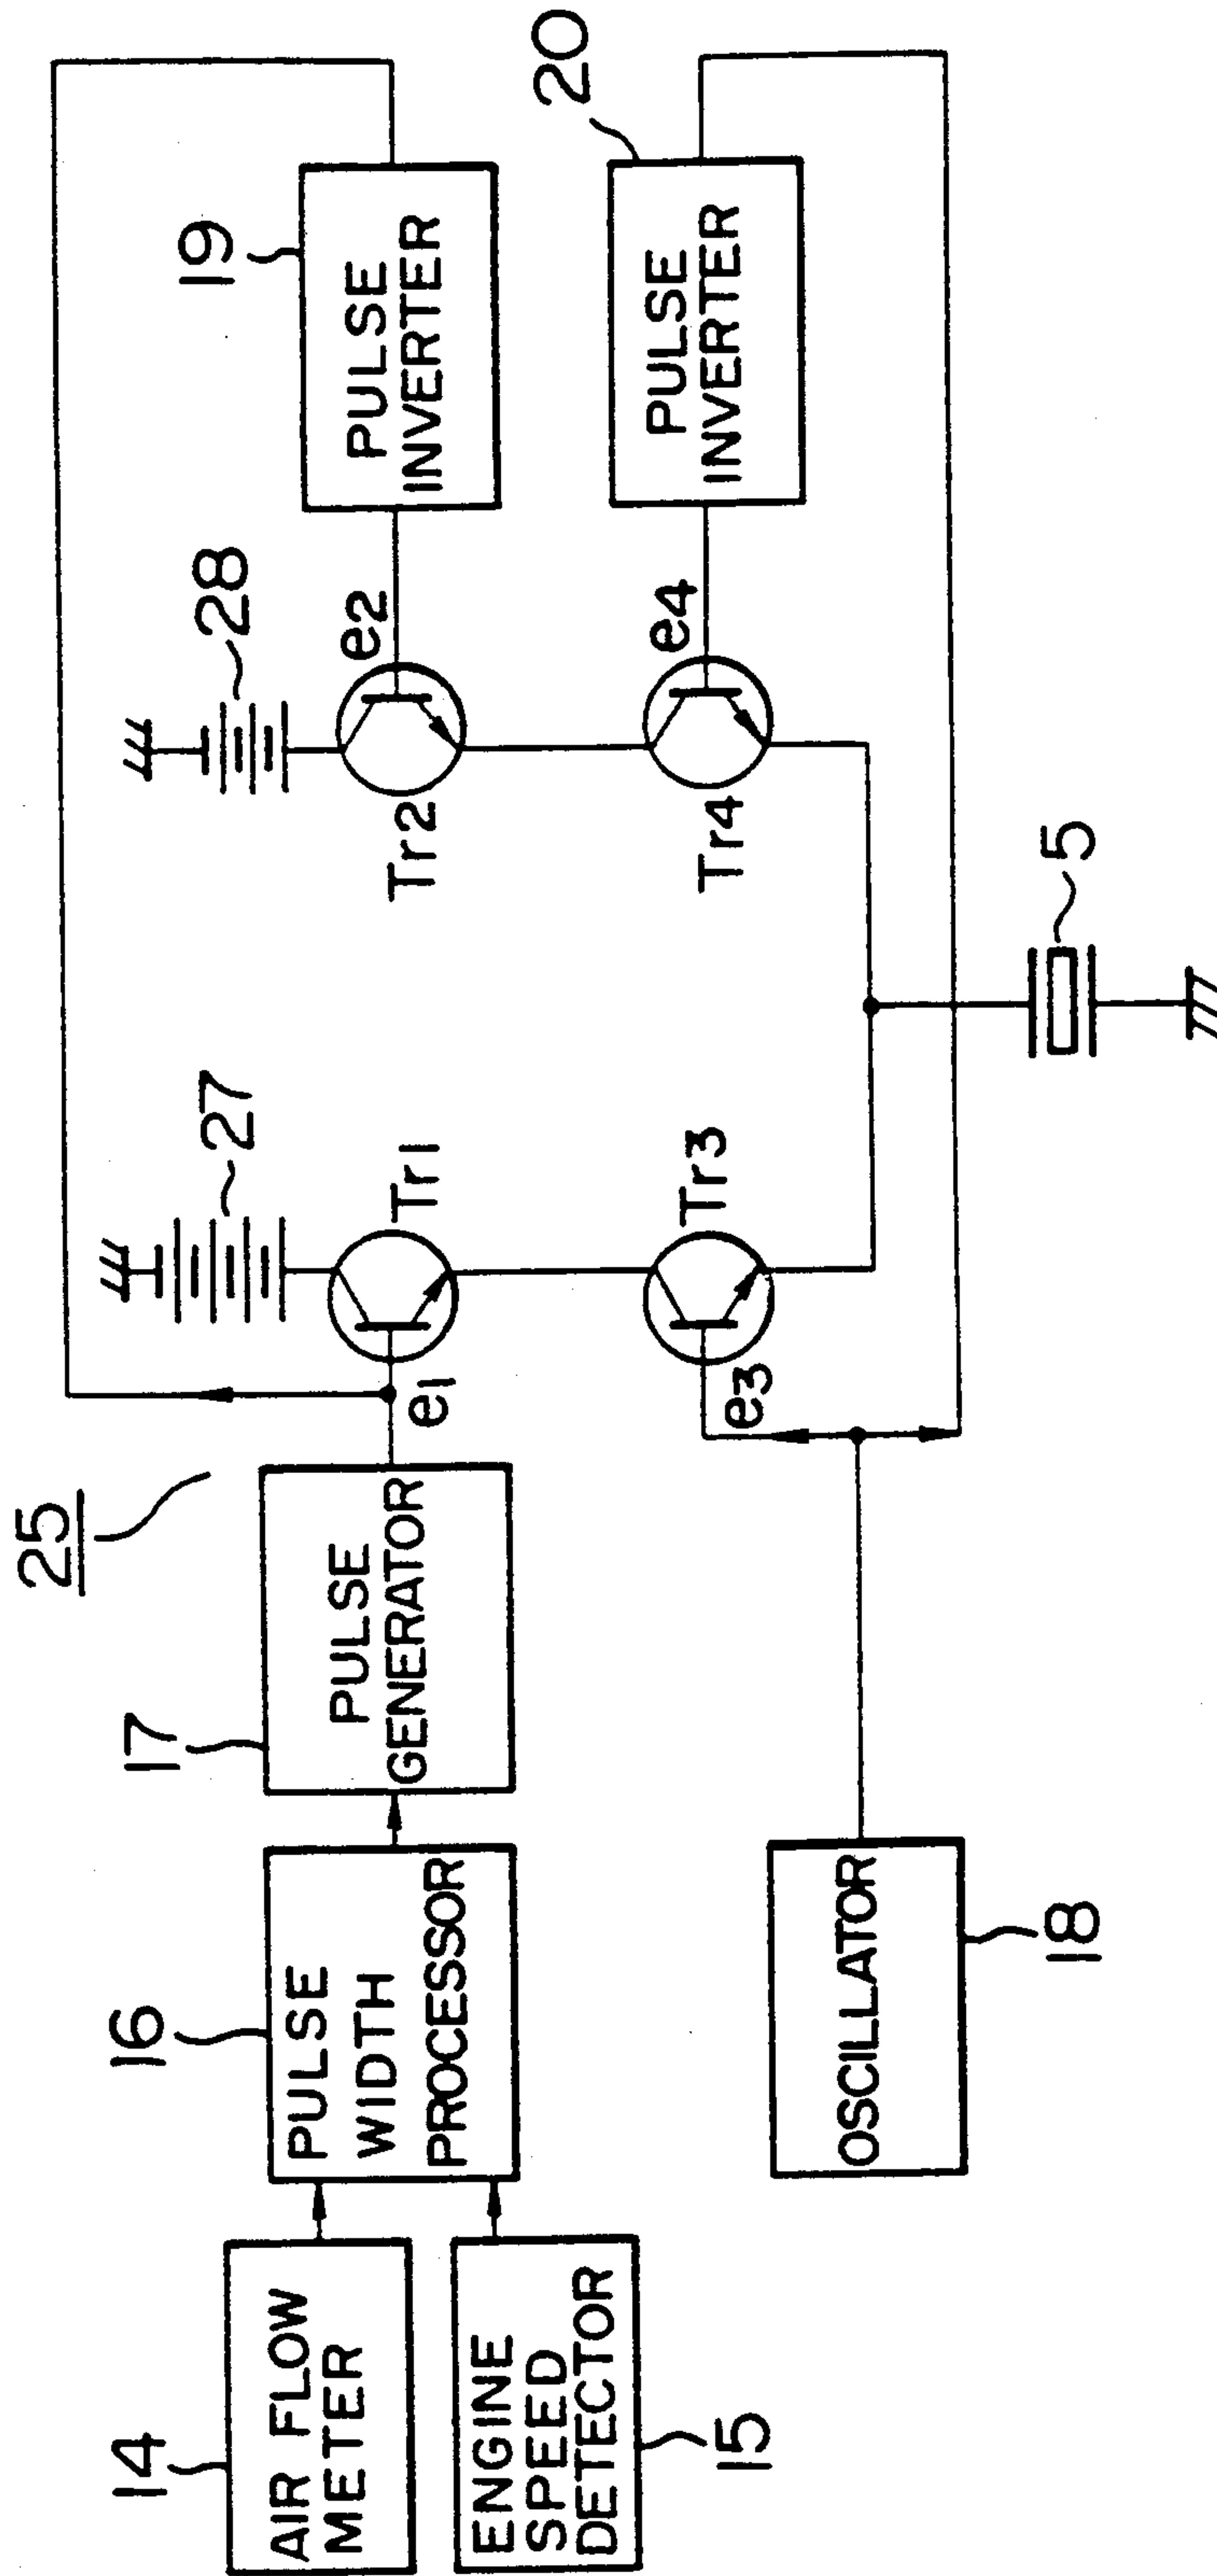 25
14
AIR FLOW
METER
ENGINE
SPEED
DETECTOR
15
16
PULSE
WIDTH
PROCESSOR
17
PULSE
GENERATOR
e1
27
Tr1
28
Tr2
e2
19
PULSE
INVERTER
OSCILLATOR
18
e3
Tr3
Tr4
e4
20
PULSE
INVERTER
5